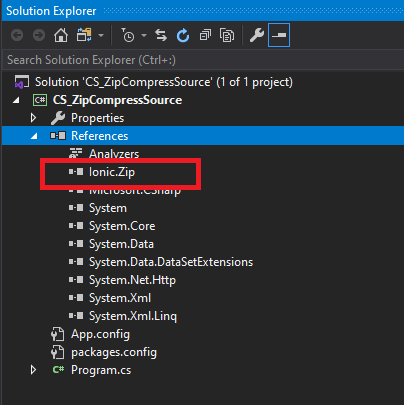 Solution Explorer
Search Solution Explorer (Ctrl+;)
Solution 'CS_ZipCompressSource' (1 of 1 project)
C# CS_ZipCompressSource
Properties
References
Analyzers
Ionic.Zip
Microsoft.CSharp
System
System.Core
System.Data
System.Data.DataSetExtensions
System.Net.Http
System.Xml
System.Xml.Linq
App.config
packages.config
C# Program.cs